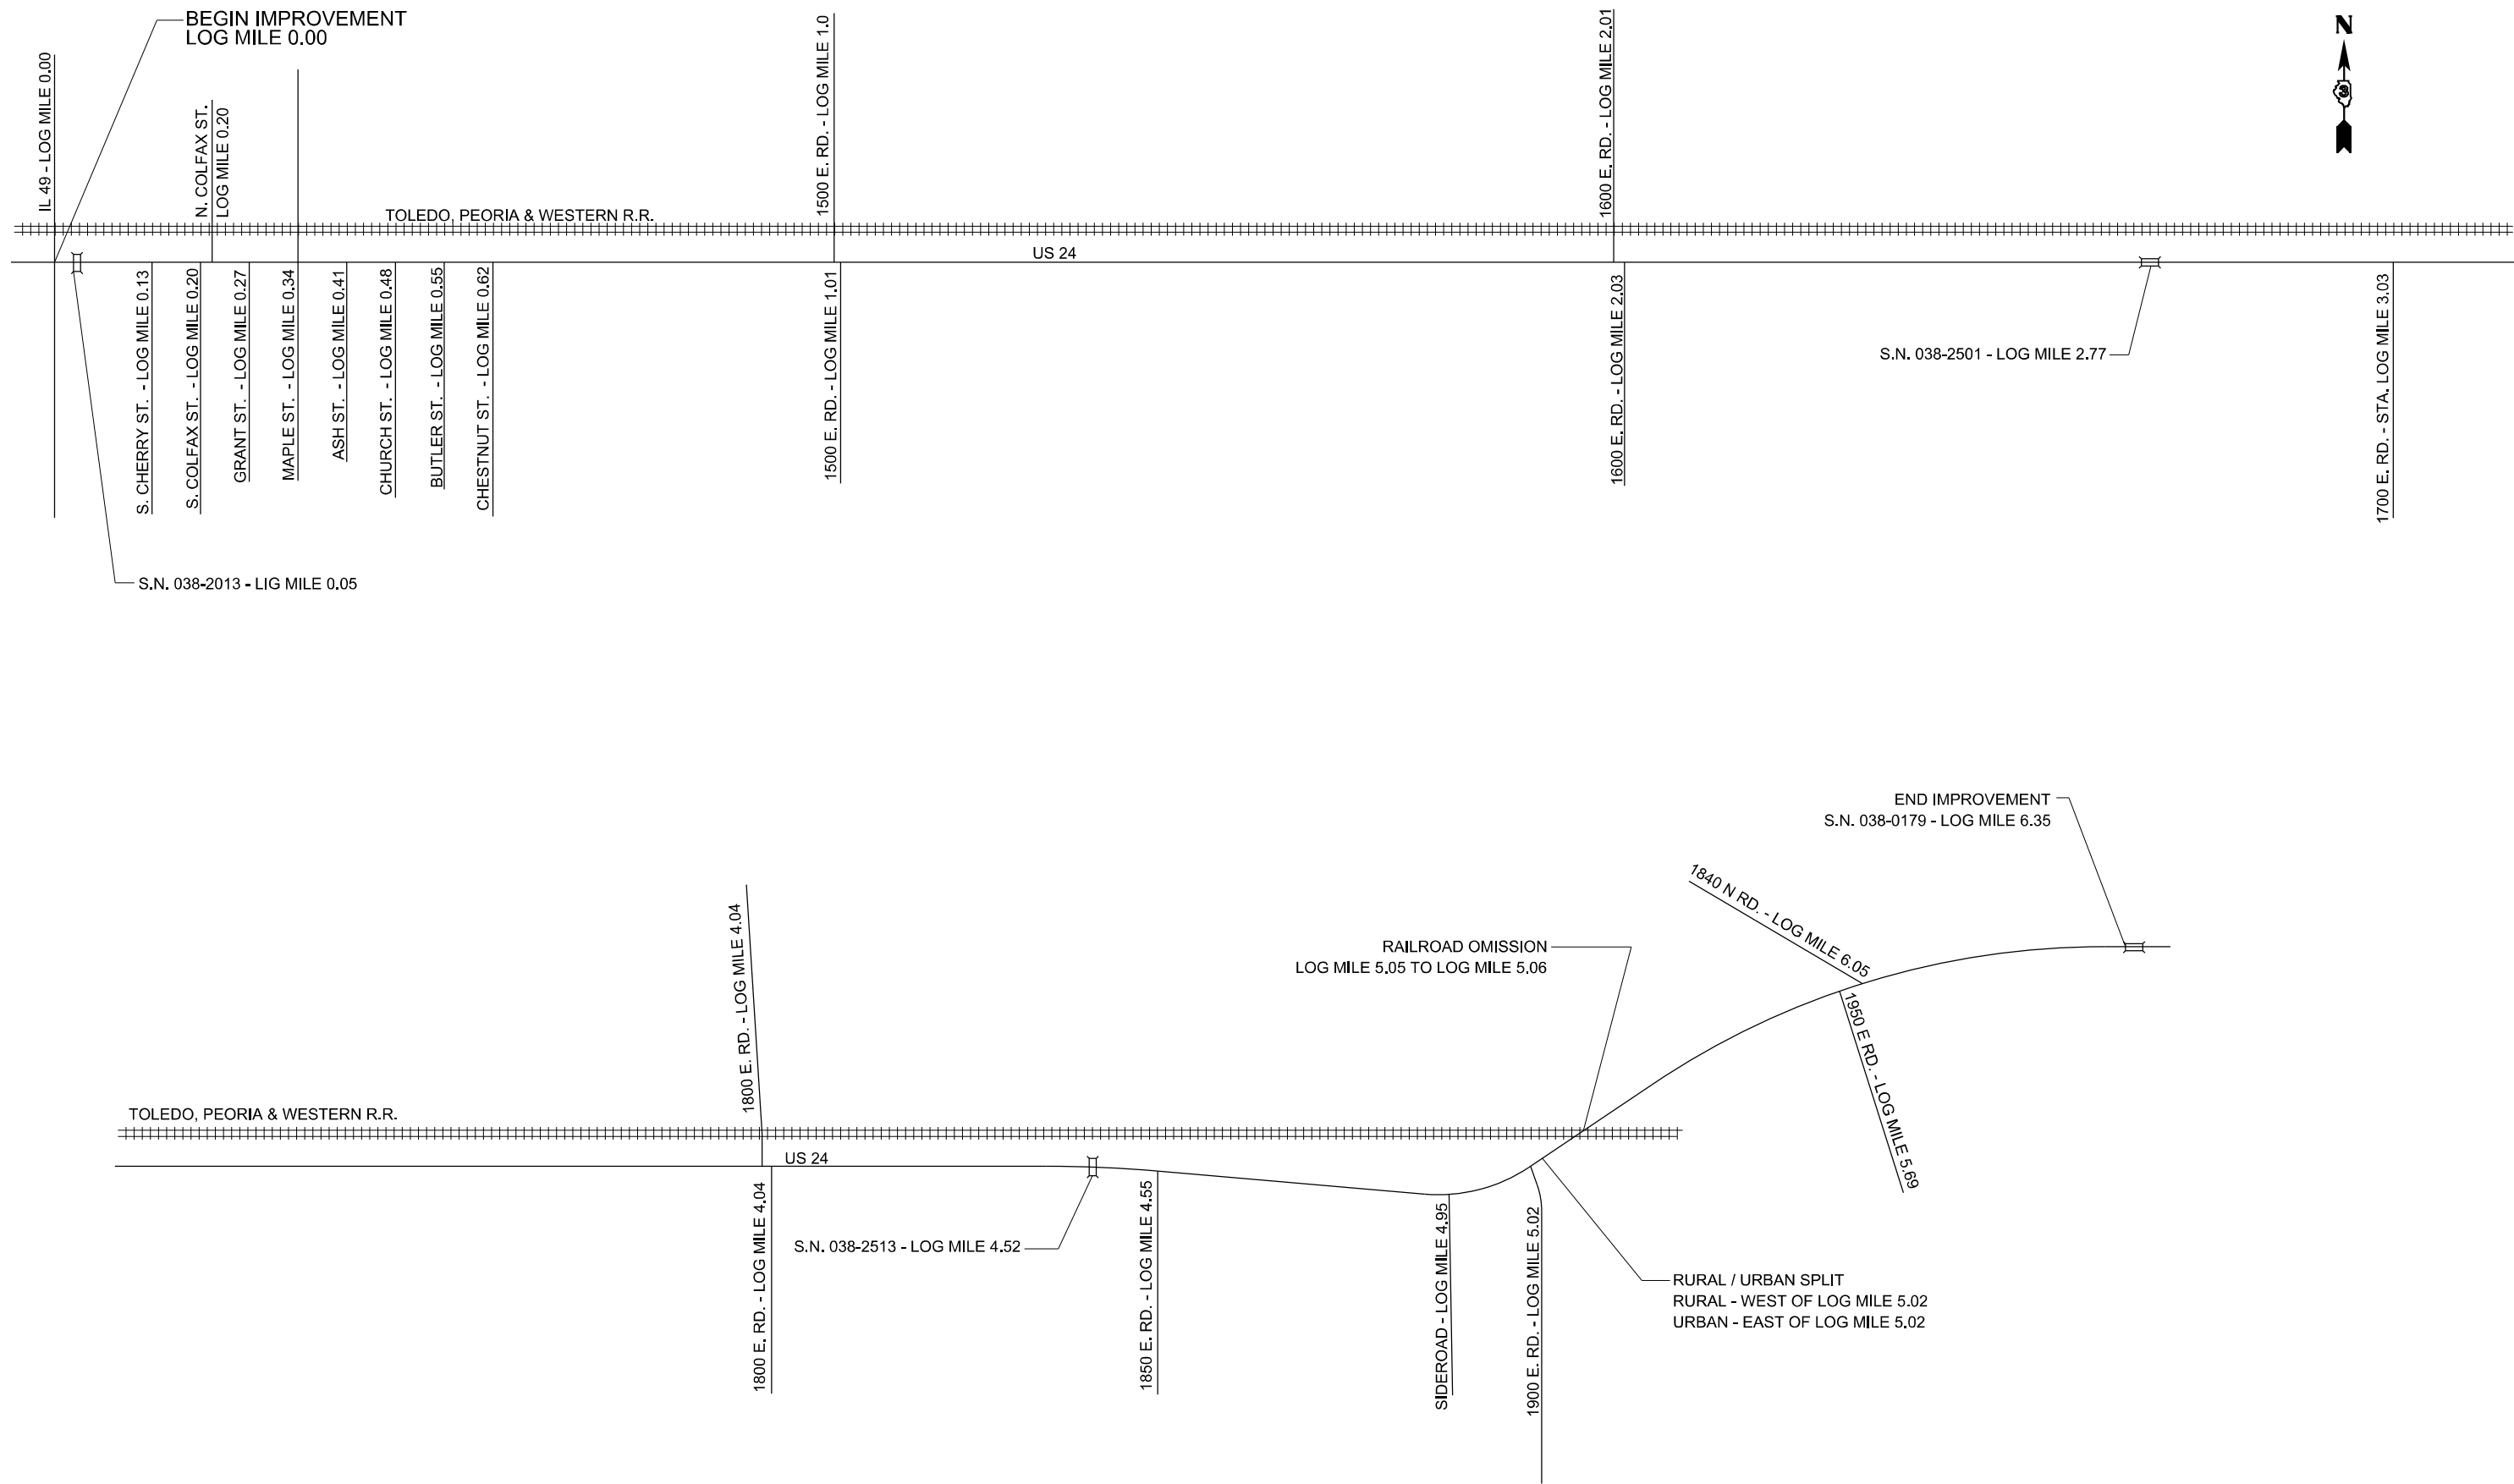 BEGIN IMPROVEMENT
LOG MILE 0.00
IL 49 - LOG MILE 0.00
N. COLFAX ST.
LOG MILE 0.20
1500 E. RD. - LOG MILE 1.0
1600 E. RD. - LOG MILE 2.01
N
3
TOLEDO, PEORIA & WESTERN R.R.
US 24
S. CHERRY ST. - LOG MILE 0.13
S. COLFAX ST. - LOG MILE 0.20
GRANT ST. - LOG MILE 0.27
MAPLE ST. - LOG MILE 0.34
ASH ST. - LOG MILE 0.41
CHURCH ST. - LOG MILE 0.48
BUTLER ST. - LOG MILE 0.55
CHESTNUT ST. - LOG MILE 0.62
1500 E. RD. - LOG MILE 1.01
1600 E. RD. - LOG MILE 2.03
S.N. 038-2501 - LOG MILE 2.77
1700 E. RD. - STA. LOG MILE 3.03
S.N. 038-2013 - LIG MILE 0.05
END IMPROVEMENT
S.N. 038-0179 - LOG MILE 6.35
1840 N RD. - LOG MILE 6.05
1800 E. RD. - LOG MILE 4.04
RAILROAD OMISSION
LOG MILE 5.05 TO LOG MILE 5.06
1950 E RD. - LOG MILE 5.69
TOLEDO, PEORIA & WESTERN R.R.
US 24
1800 E. RD. - LOG MILE 4.04
S.N. 038-2513 - LOG MILE 4.52
1850 E. RD. - LOG MILE 4.55
SIDEROAD - LOG MILE 4.95
1900 E. RD. - LOG MILE 5.02
RURAL / URBAN SPLIT
RURAL - WEST OF LOG MILE 5.02
URBAN - EAST OF LOG MILE 5.02